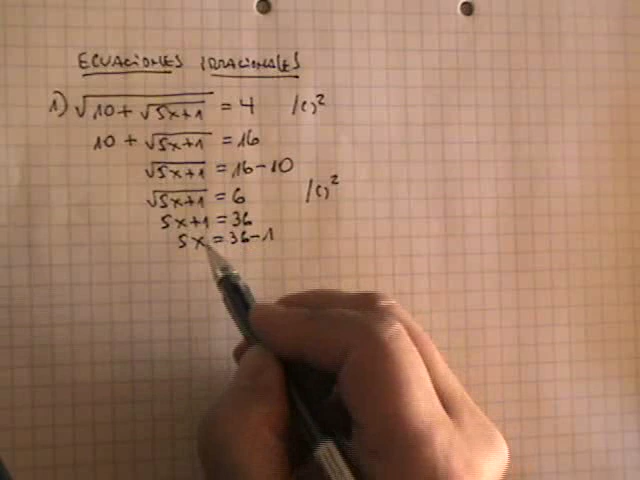 ECUACIONES IRRACIONALES
1) √(10 + √(5x+1)) = 4 /()²
10 + √(5x+1) = 16
√(5x+1) = 16-10
√(5x+1) = 6 /()²
5x+1 = 36
5x = 36-1